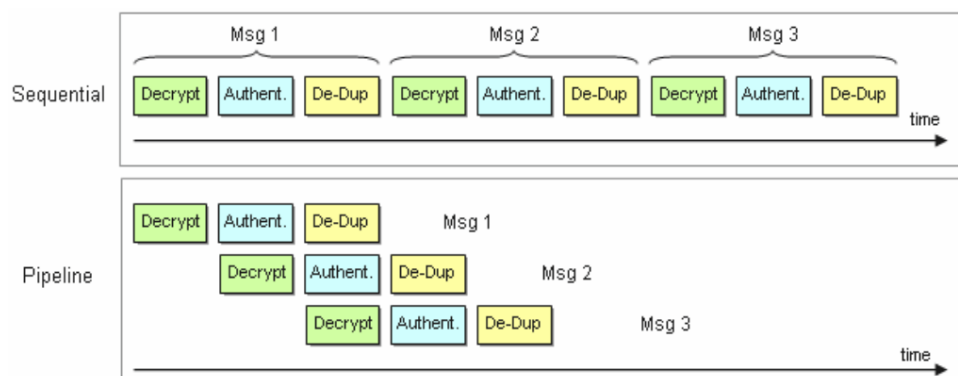 Msg 1 Msg 2 Msg 3
Sequential Decrypt Authent. De-Dup Decrypt Authent. De-Dup Decrypt Authent. De-Dup
time
Decrypt Authent. De-Dup Msg 1
Pipeline Decrypt Authent. De-Dup Msg 2
Decrypt Authent. De-Dup Msg 3
time